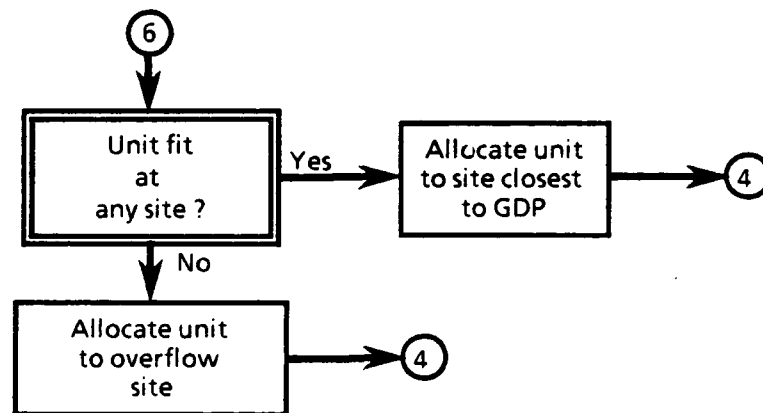 6
Unit fit
at
any site ?
Yes
Allocate unit
to site closest
to GDP
4
No
Allocate unit
to overflow
site
4